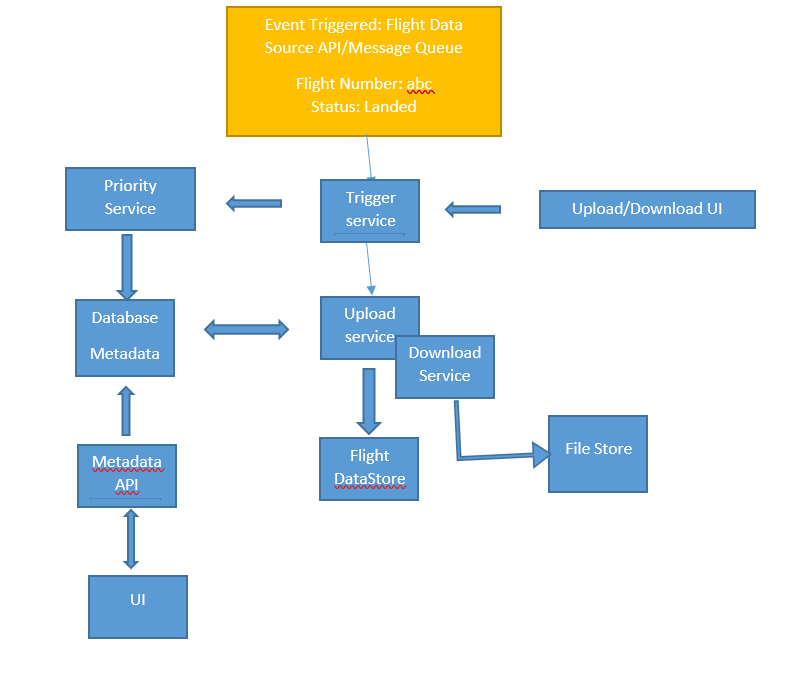 Event Triggered: Flight Data
Source API/Message Queue
Flight Number: abc
Status: Landed
Priority
Service
Trigger
service
Upload/Download UI
Database
Metadata
Upload
service
Download
Service
Metadata
API
Flight
DataStore
File Store
UI